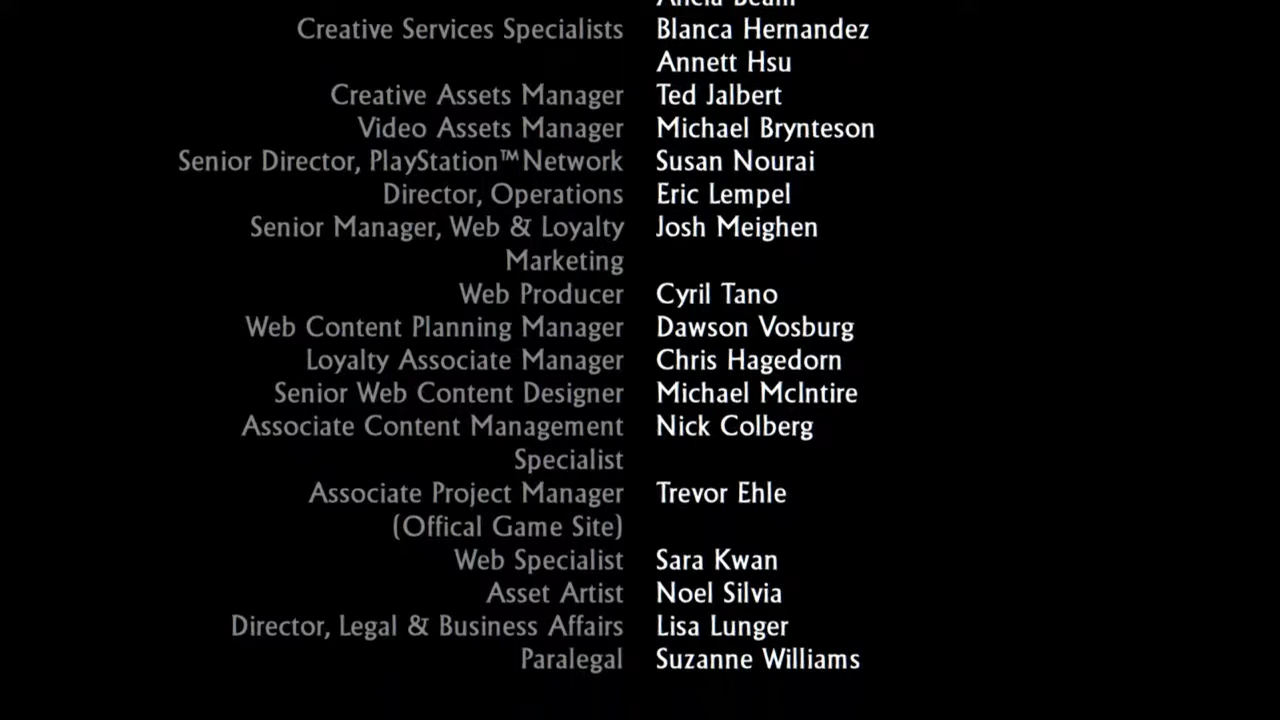 Creative Services Specialists Blanca Hernandez
Annett Hsu
Creative Assets Manager Ted Jalbert
Video Assets Manager Michael Brynteson
Senior Director, PlayStation™Network Susan Nourai
Director, Operations Eric Lempel
Senior Manager, Web & Loyalty Josh Meighen
Marketing
Web Producer Cyril Tano
Web Content Planning Manager Dawson Vosburg
Loyalty Associate Manager Chris Hagedorn
Senior Web Content Designer Michael McIntire
Associate Content Management Nick Colberg
Specialist
Associate Project Manager Trevor Ehle
(Offical Game Site)
Web Specialist Sara Kwan
Asset Artist Noel Silvia
Director, Legal & Business Affairs Lisa Lunger
Paralegal Suzanne Williams